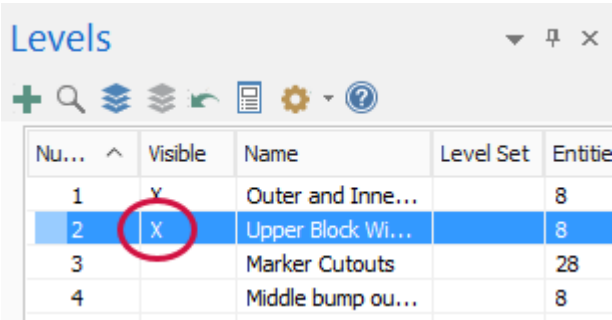 Levels
Nu... Visible Name Level Set Entitie
1 X Outer and Inne... 8
2 X Upper Block Wi... 8
3 Marker Cutouts 28
4 Middle bump ou... 8